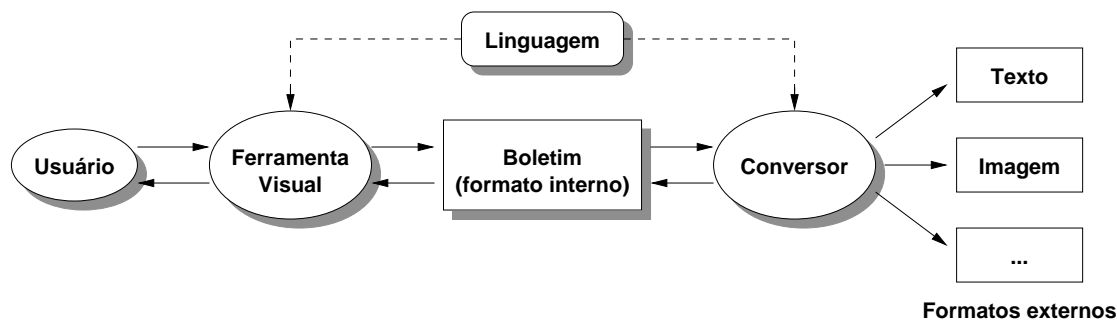 Linguagem
Usuário
Ferramenta
Visual
Boletim
(formato interno)
Conversor
Texto
Imagem
...
Formatos externos